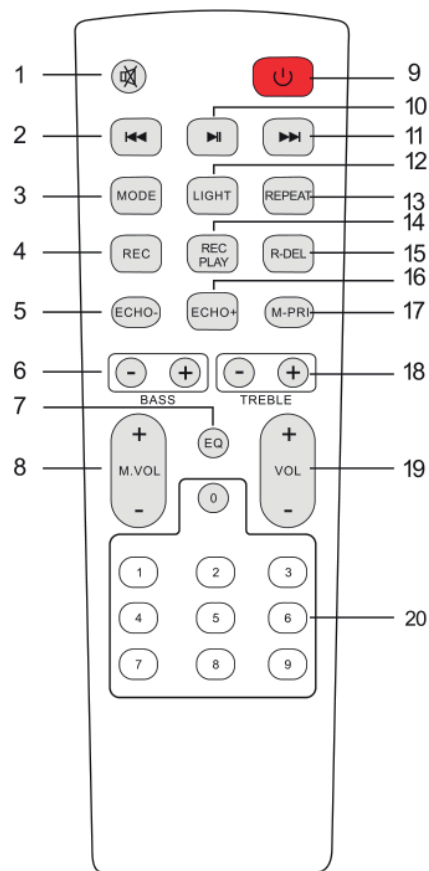 1 9
10
2 11
12
MODE LIGHT REPEAT
3 13
14
4 REC REC PLAY R-DEL 15
16
5 ECHO- ECHO+ M-PRI 17
6 - + - + 18
BASS TREBLE
7
+ EQ +
8 M.VOL VOL 19
- 0 -
1 2 3
4 5 6 20
7 8 9